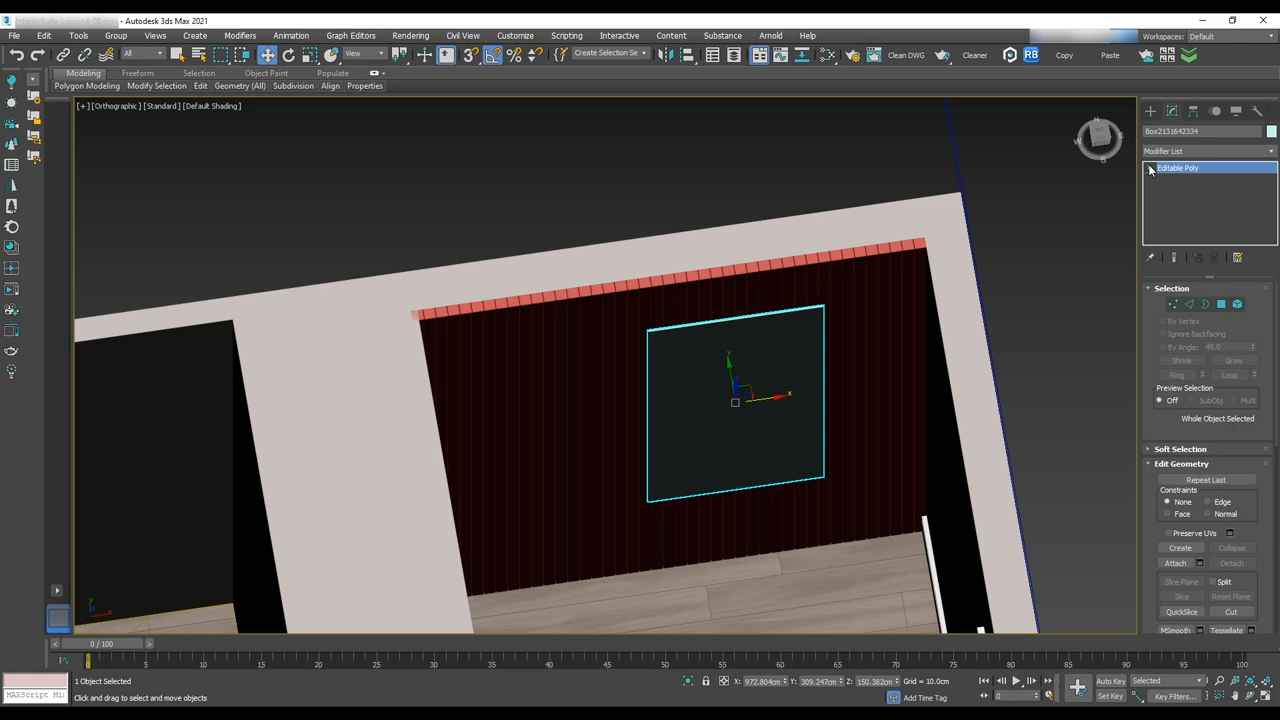 Autodesk 3ds Max 2021
File Edit Tools Group Views Create Modifiers Animation Graph Editors Rendering Civil View Customize Scripting Interactive Content Substance Arnold Help Workspaces: Default
All View Create Selection Se Clean DWG Cleaner RB Copy Paste
Modeling Freeform Selection Object Paint Populate
Polygon Modeling Modify Selection Edit Geometry (All) Subdivision Align Properties
[+] [Orthographic] [Standard] [Default Shading]
Box2131642334
Modifier List
Editable Poly
Selection
By Vertex
Ignore Backfacing
By Angle: 45.0
Shrink Grow
Ring Loop
Preview Selection
Off SubObj Multi
Whole Object Selected
Soft Selection
Edit Geometry
Repeat Last
Constraints
None Edge
Face Normal
Preserve UVs
Create Collapse
Attach Detach
Slice Plane Split
Slice Reset Plane
QuickSlice Cut
MSmooth Tessellate
N
W
S
y
x
y
x
0 / 100
0 5 10 15 20 25 30 35 40 45 50 55 60 65 70 75 80 85 90 95 100
1 Object Selected X: 972.804cm Y: 309.247cm Z: 150.382cm Grid = 10.0cm Auto Key Selected
MAXScript Mi Click and drag to select and move objects Add Time Tag 0 Set Key Key Filters...